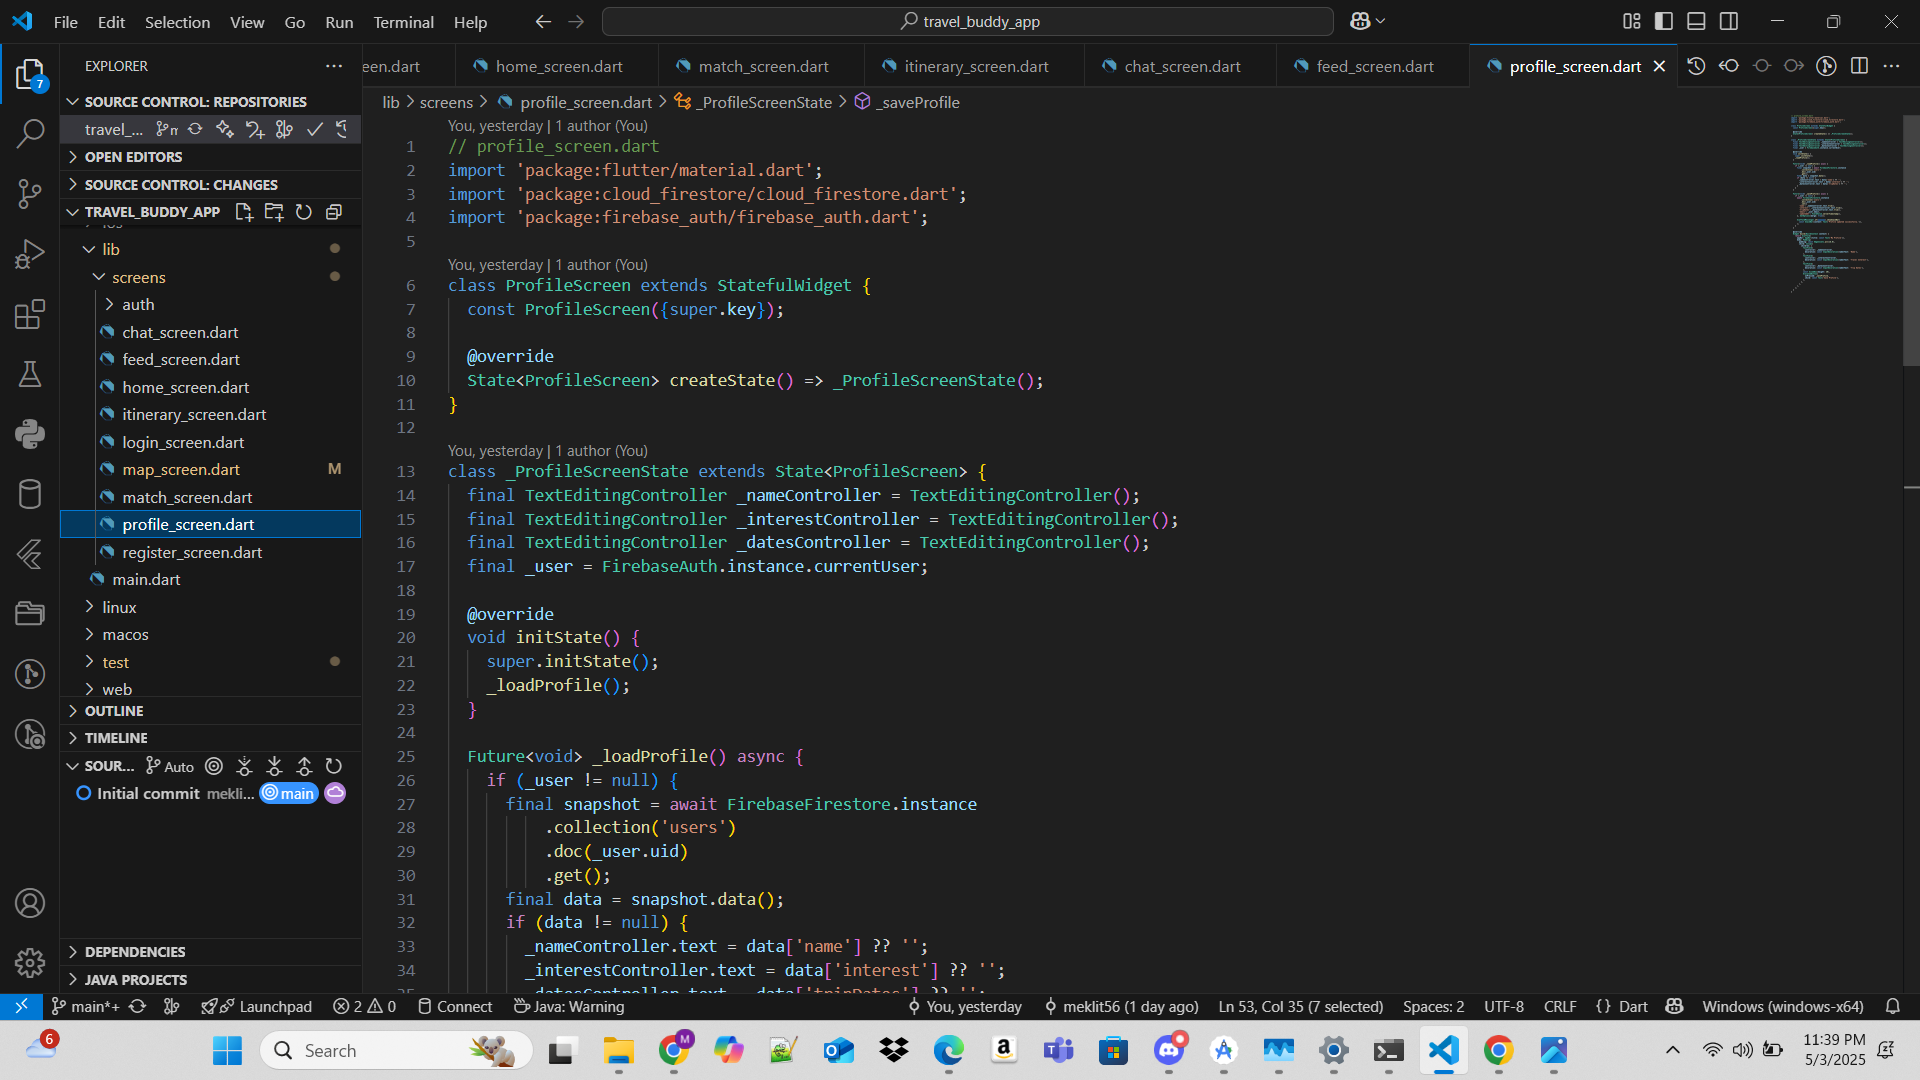 File Edit Selection View Go Run Terminal Help
travel_buddy_app
EXPLORER
SOURCE CONTROL: REPOSITORIES
travel_...
OPEN EDITORS
SOURCE CONTROL: CHANGES
TRAVEL_BUDDY_APP
lib
screens
auth
chat_screen.dart
feed_screen.dart
home_screen.dart
itinerary_screen.dart
login_screen.dart
map_screen.dart M
match_screen.dart
profile_screen.dart
register_screen.dart
main.dart
linux
macos
test
web
OUTLINE
TIMELINE
SOUR... Auto
Initial commit mekli... main
DEPENDENCIES
JAVA PROJECTS
7
een.dart home_screen.dart match_screen.dart itinerary_screen.dart chat_screen.dart feed_screen.dart profile_screen.dart
lib > screens > profile_screen.dart > _ProfileScreenState > _saveProfile
You, yesterday | 1 author (You)
1 // profile_screen.dart
2 import 'package:flutter/material.dart';
3 import 'package:cloud_firestore/cloud_firestore.dart';
4 import 'package:firebase_auth/firebase_auth.dart';
5
You, yesterday | 1 author (You)
6 class ProfileScreen extends StatefulWidget {
7 const ProfileScreen({super.key});
8
9 @override
10 State<ProfileScreen> createState() => _ProfileScreenState();
11 }
12
You, yesterday | 1 author (You)
13 class _ProfileScreenState extends State<ProfileScreen> {
14 final TextEditingController _nameController = TextEditingController();
15 final TextEditingController _interestController = TextEditingController();
16 final TextEditingController _datesController = TextEditingController();
17 final _user = FirebaseAuth.instance.currentUser;
18
19 @override
20 void initState() {
21 super.initState();
22 _loadProfile();
23 }
24
25 Future<void> _loadProfile() async {
26 if (_user != null) {
27 final snapshot = await FirebaseFirestore.instance
28 .collection('users')
29 .doc(_user.uid)
30 .get();
31 final data = snapshot.data();
32 if (data != null) {
33 _nameController.text = data['name'] ?? '';
34 _interestController.text = data['interest'] ?? '';
35 _datesController.text = data['tripDates'] ?? '';
main*+ Launchpad 2 0 Connect Java: Warning You, yesterday meklit56 (1 day ago) Ln 53, Col 35 (7 selected) Spaces: 2 UTF-8 CRLF {} Dart Windows (windows-x64)
6 Search 11:39 PM
5/3/2025